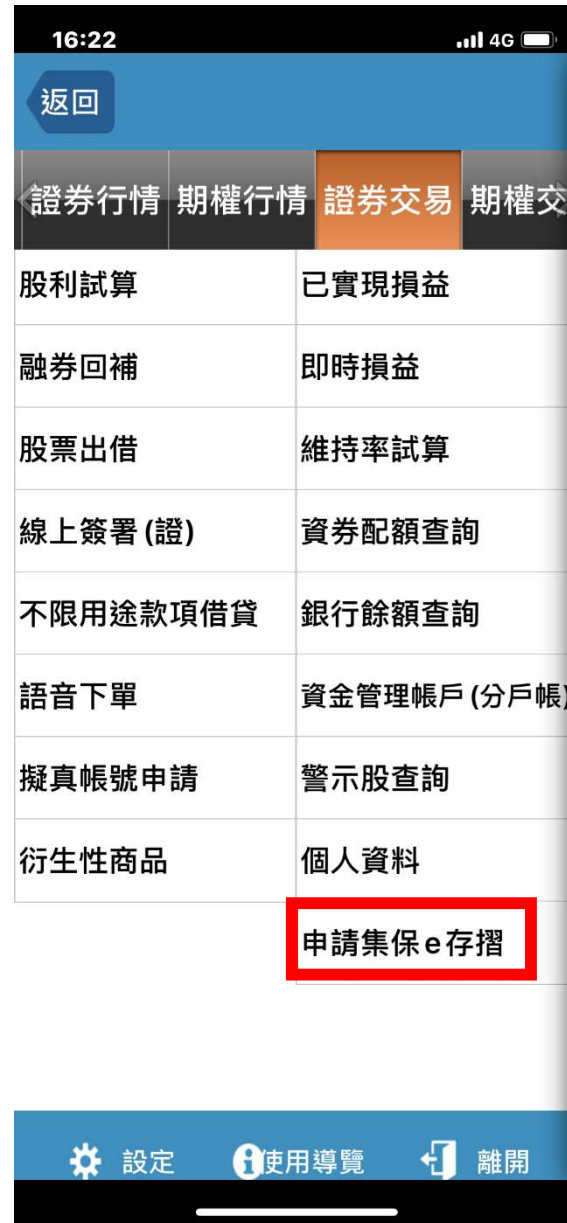 16:22 4G
返回
證券行情 期權行情 證券交易 期權交
股利試算 已實現損益
融券回補 即時損益
股票出借 維持率試算
線上簽署(證) 資券配額查詢
不限用途款項借貸 銀行餘額查詢
語音下單 資金管理帳戶(分戶帳)
擬真帳號申請 警示股查詢
衍生性商品 個人資料
申請集保e存摺
設定 使用導覽 離開